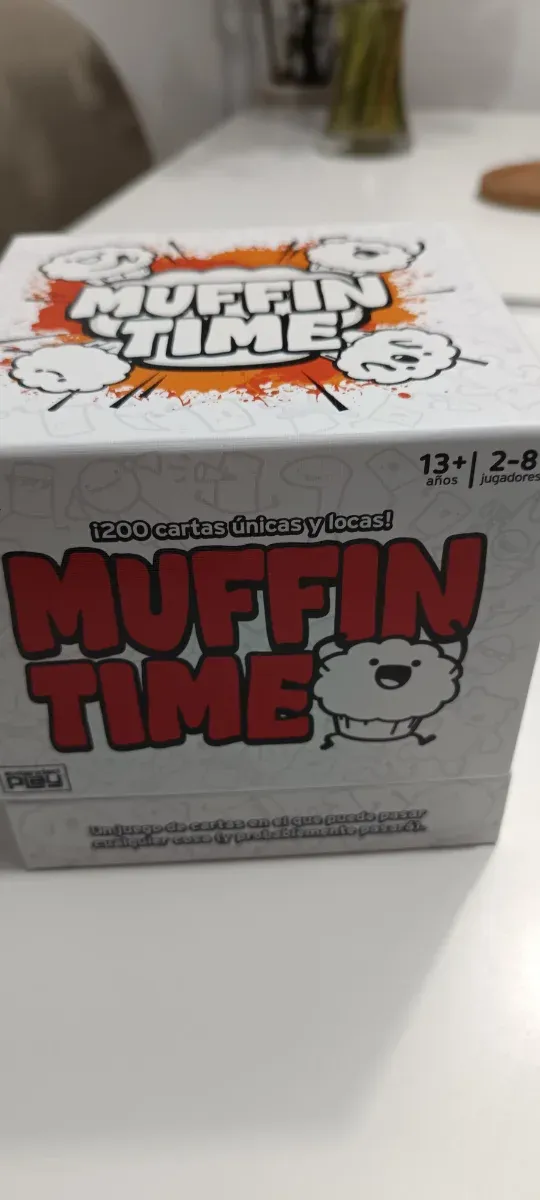 MUFFIN
TIME
13+ | 2-8
años jugadores
¡200 cartas únicas y locas!
MUFFIN
TIME
PLAY
Un juego de cartas en el que puede pasar
cualquier cosa (y probablemente pasará).